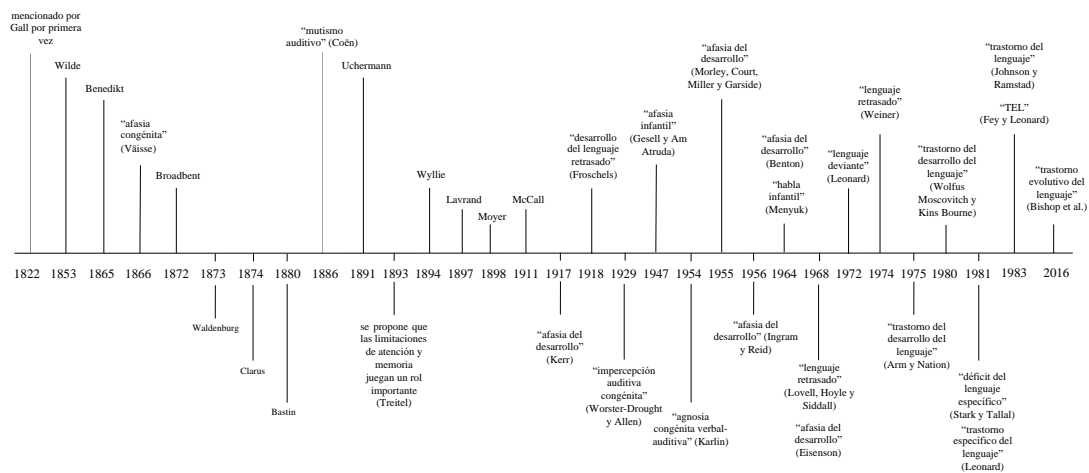 mencionado por
Gall por primera
vez
“mutismo
auditivo” (Coën)
Wilde
Uchermann
Benedikt
“afasia
congénita”
(Väisse)
Broadbent
Wyllie
Lavrand
Moyer
McCall
“desarrollo
del lenguaje
retrasado”
(Froschels)
“afasia
infantil”
(Gesell y Am
Atruda)
“afasia del
desarrollo”
(Morley, Court,
Miller y Garside)
“afasia del
desarrollo”
(Benton)
“habla
infantil”
(Menyuk)
“lenguaje
deviante”
(Leonard)
“lenguaje
retrasado”
(Weiner)
“trastorno del
desarrollo del
lenguaje”
(Wolfus
Moscovitch y
Kins Bourne)
“trastorno del
lenguaje”
(Johnson y
Ramstad)
“TEL”
(Fey y Leonard)
“trastorno
evolutivo del
lenguaje”
(Bishop et al.)
1822 1853 1865 1866 1872 1873 1874 1880 1886 1891 1893 1894 1897 1898 1911 1917 1918 1929 1947 1954 1955 1956 1964 1968 1972 1974 1975 1980 1981 1983 2016
Waldenburg
Clarus
Bastin
se propone que
las limitaciones
de atención y
memoria
juegan un rol
importante
(Treitel)
“afasia del
desarrollo”
(Kerr)
“impercepción
auditiva
congénita”
(Worster-Drought
y Allen)
“agnosia
congénita verbal-
auditiva” (Karlin)
“afasia del
desarrollo” (Ingram
y Reid)
“lenguaje
retrasado”
(Lovell, Hoyle y
Siddall)
“afasia del
desarrollo”
(Eisenson)
“trastorno del
desarrollo del
lenguaje”
(Arm y Nation)
“déficit del
lenguaje
específico”
(Stark y Tallal)
“trastorno
específico del
lenguaje”
(Leonard)